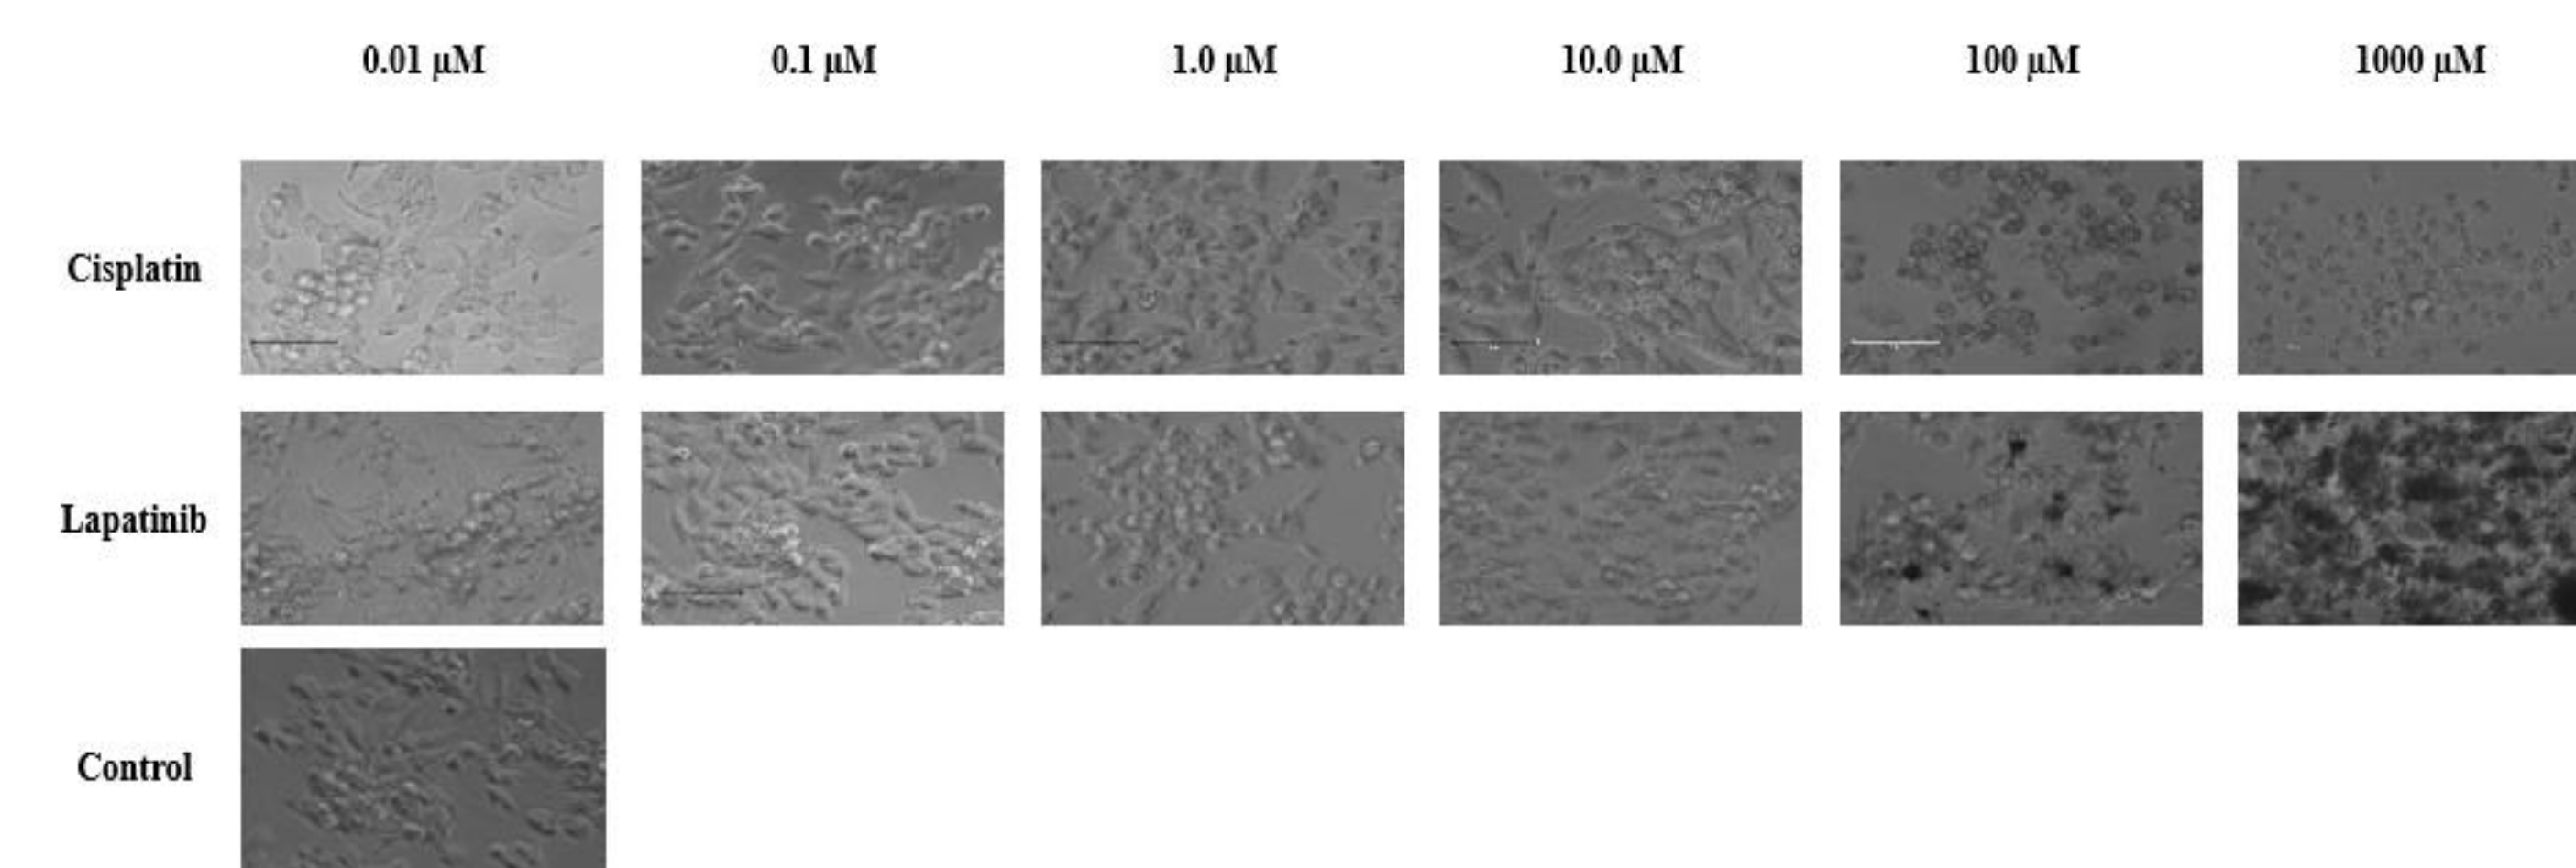 0.01 μM 0.1 μM 1.0 μM 10.0 μM 100 μM 1000 μM
Cisplatin
Lapatinib
Control